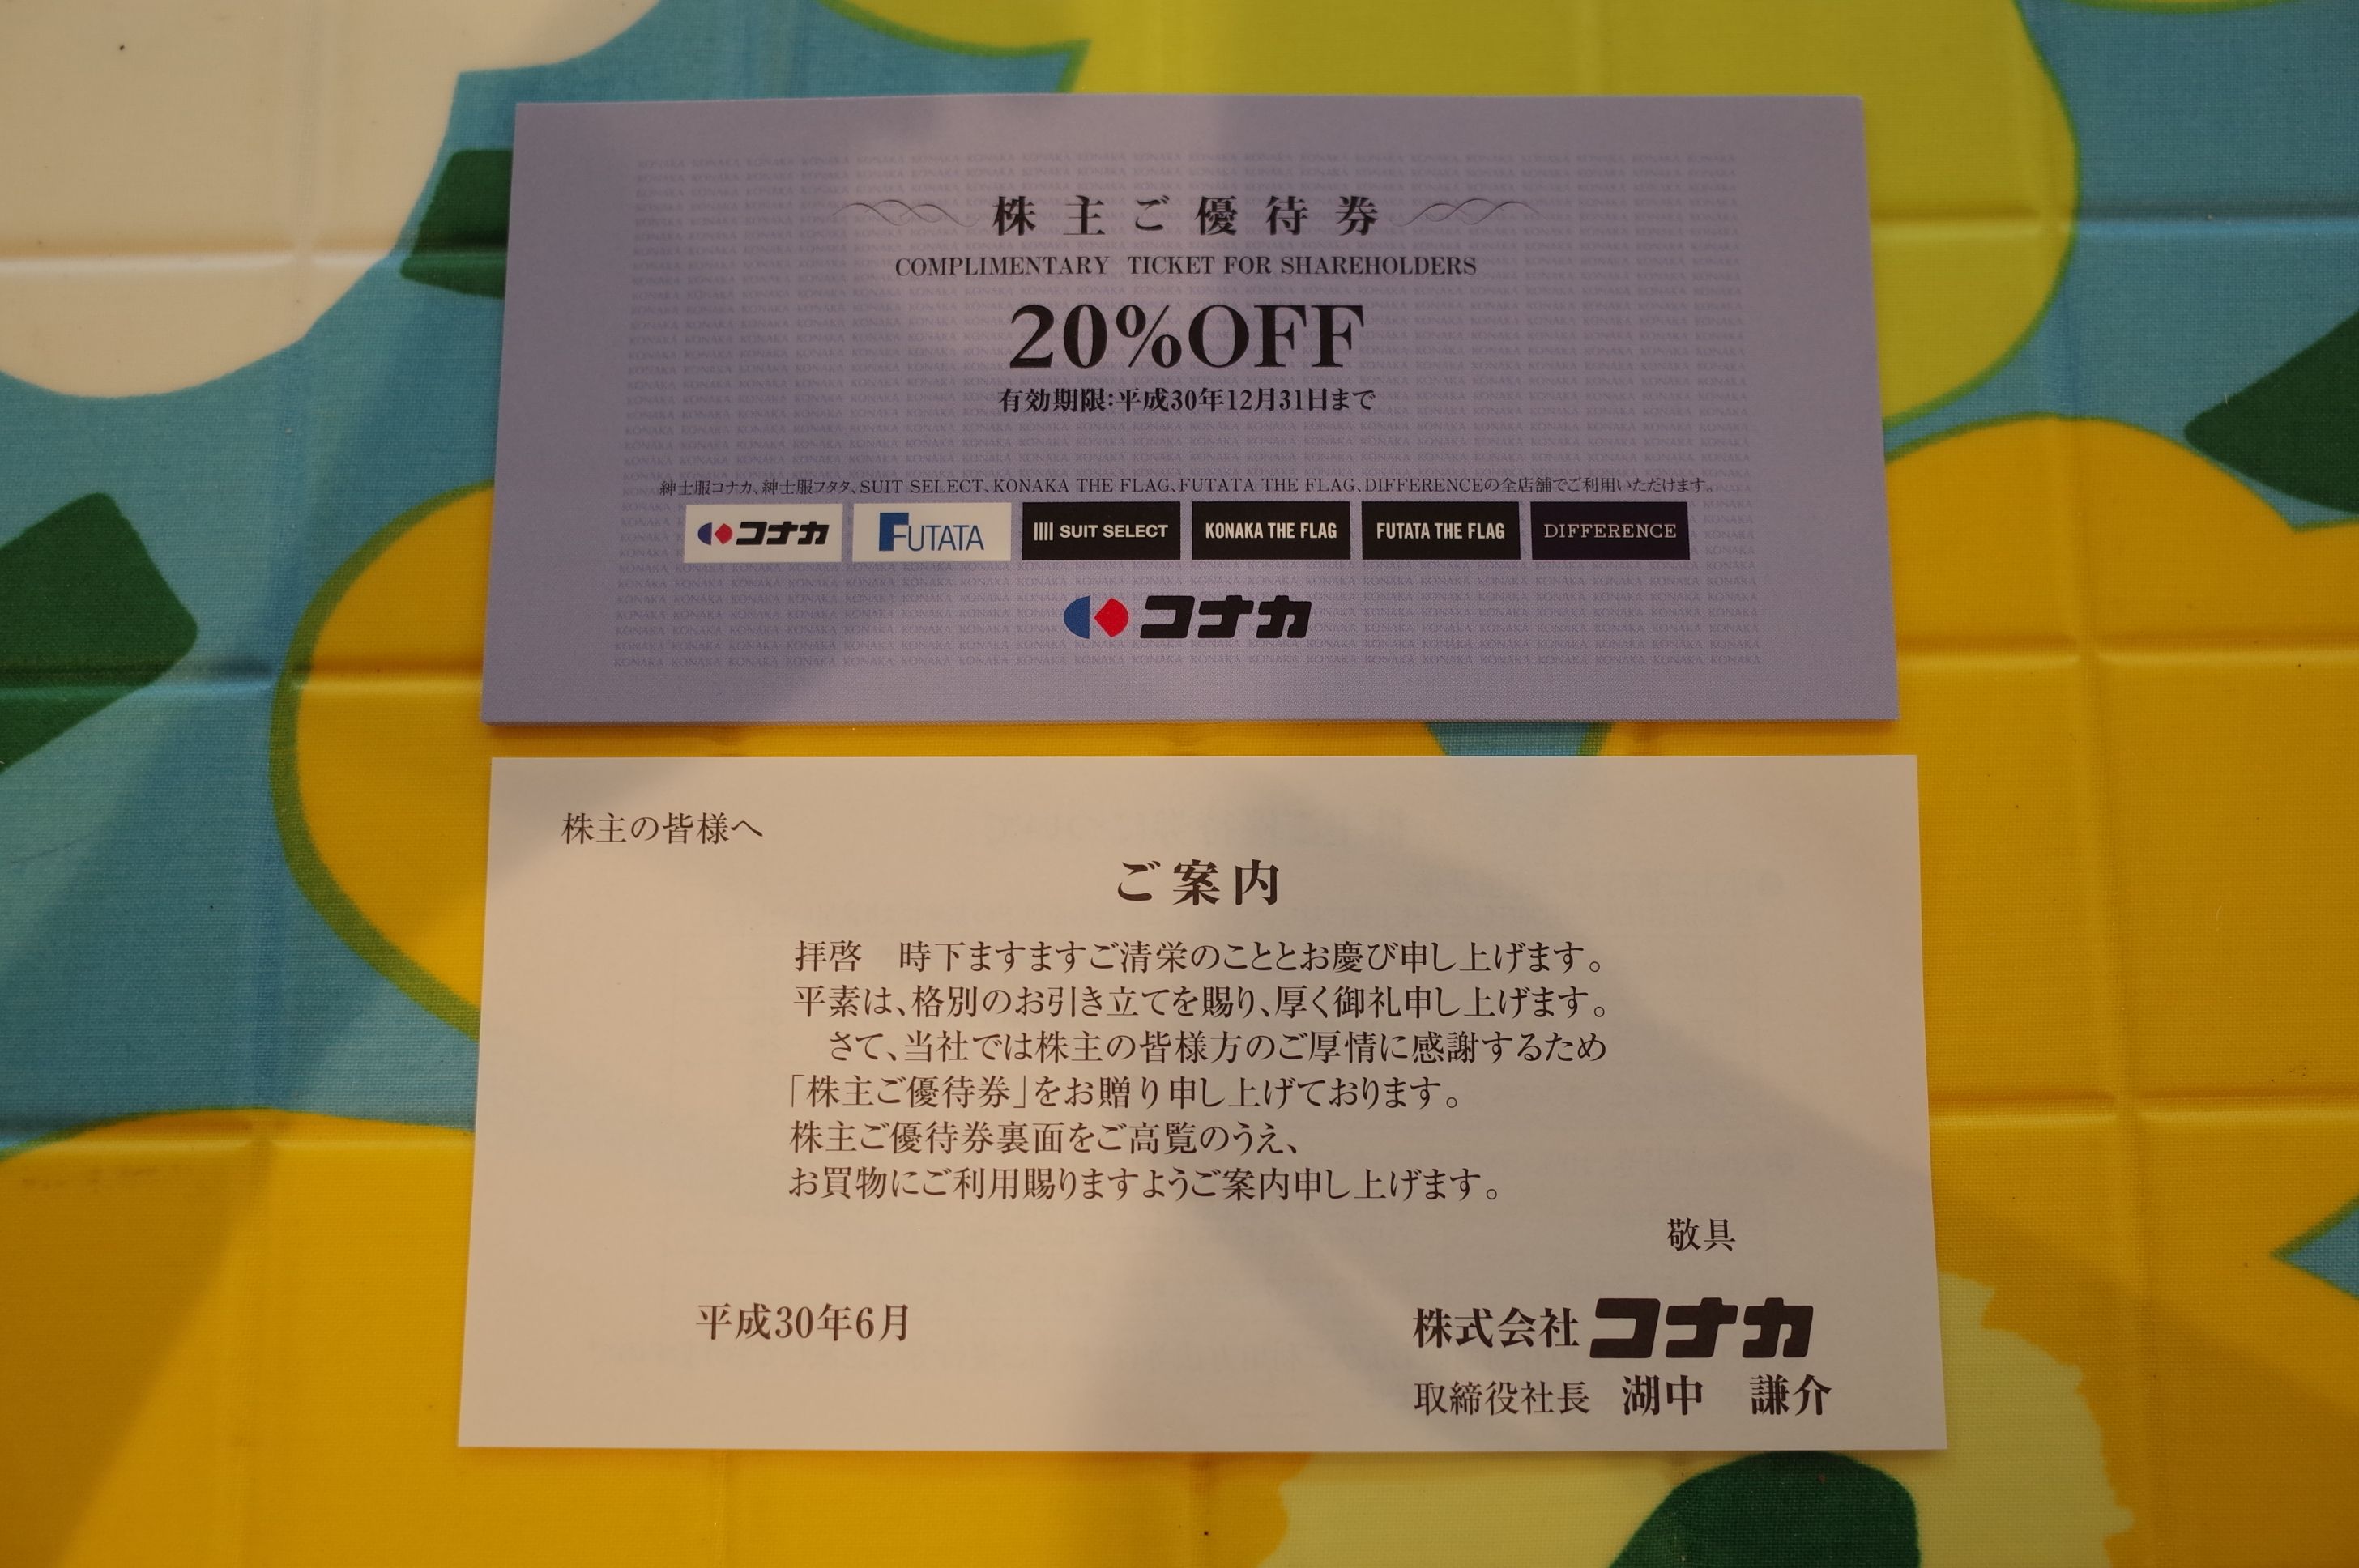 株主ご優待券
COMPLIMENTARY TICKET FOR SHAREHOLDERS
20%OFF
有効期限:平成30年12月31日まで
紳士服コナカ、紳士服フタタ、SUIT SELECT、KONAKA THE FLAG、FUTATA THE FLAG、DIFFERENCEの全店舗でご利用いただけます。
コナカ FUTATA SUIT SELECT KONAKA THE FLAG FUTATA THE FLAG DIFFERENCE
コナカ
株主の皆様へ
ご案内
拝啓　時下ますますご清栄のこととお慶び申し上げます。
平素は、格別のお引き立てを賜り、厚く御礼申し上げます。
さて、当社では株主の皆様方のご厚情に感謝するため
「株主ご優待券」をお贈り申し上げております。
株主ご優待券裏面をご高覧のうえ、
お買物にご利用賜りますようご案内申し上げます。
敬具
平成30年6月
株式会社コナカ
取締役社長　湖中　謙介